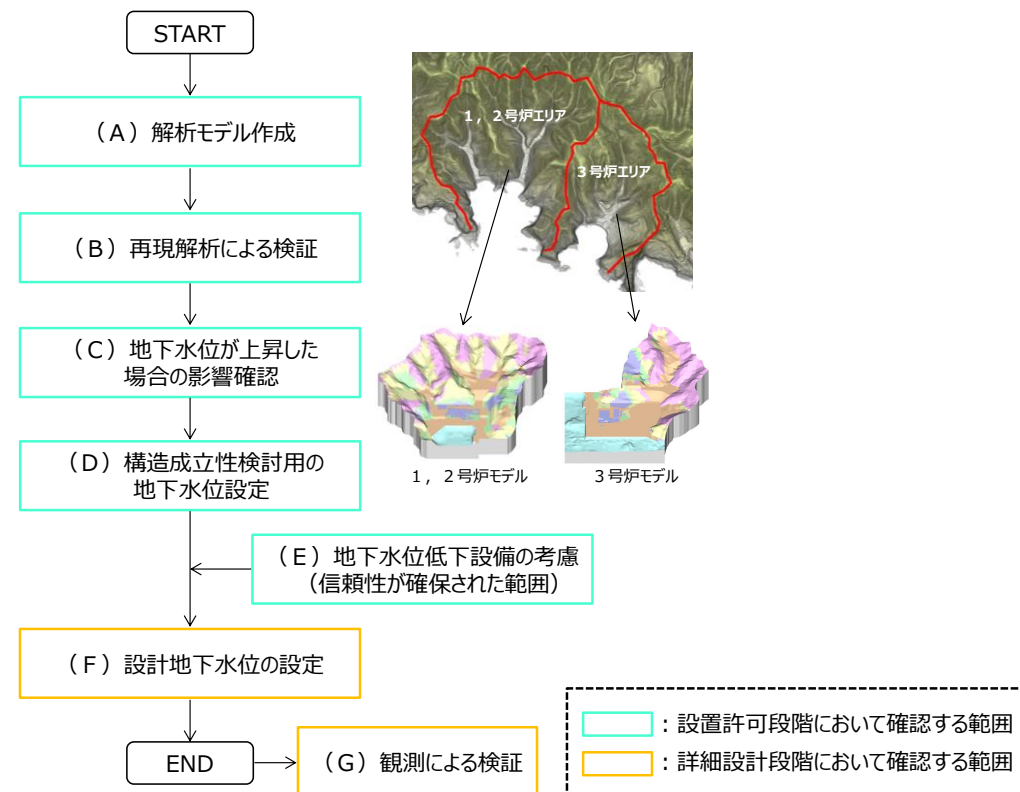 START
（A）解析モデル作成
（B）再現解析による検証
（C）地下水位が上昇した
場合の影響確認
（D）構造成立性検討用の
地下水位設定
（E）地下水位低下設備の考慮
（信頼性が確保された範囲）
（F）設計地下水位の設定
END
（G）観測による検証
1，2号炉エリア
3号炉エリア
1，2号炉モデル
3号炉モデル
：設置許可段階において確認する範囲
：詳細設計段階において確認する範囲